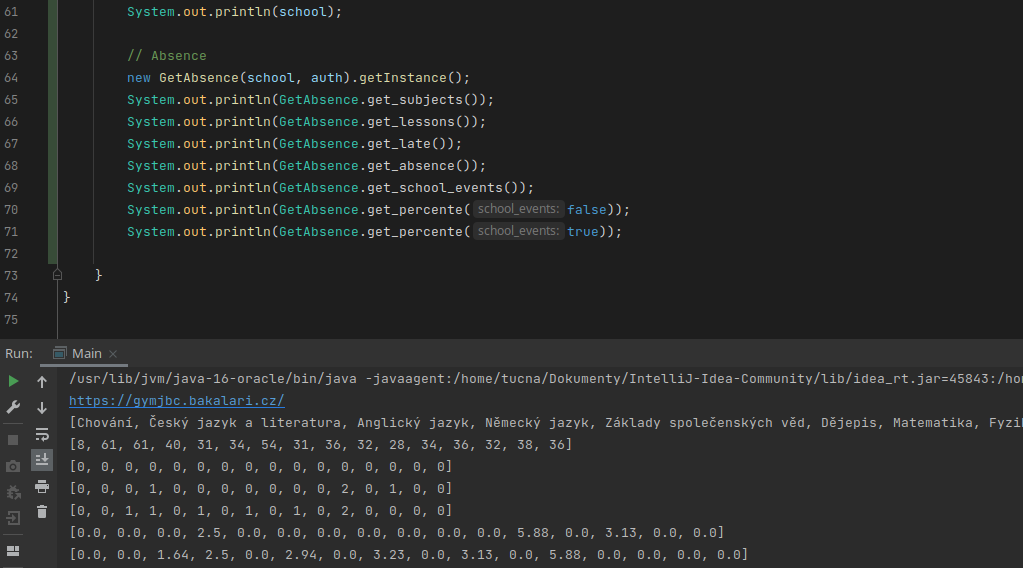 61 System.out.println(school);
62
63 // Absence
64 new GetAbsence(school, auth).getInstance();
65 System.out.println(GetAbsence.get_subjects());
66 System.out.println(GetAbsence.get_lessons());
67 System.out.println(GetAbsence.get_late());
68 System.out.println(GetAbsence.get_absence());
69 System.out.println(GetAbsence.get_school_events());
70 System.out.println(GetAbsence.get_percente( school_events: false));
71 System.out.println(GetAbsence.get_percente( school_events: true));
72
73 }
74 }
75
Run: Main ×
/usr/lib/jvm/java-16-oracle/bin/java -javaagent:/home/tucna/Dokumenty/IntelliJ-Idea-Community/lib/idea_rt.jar=45843:/hom
https://gymjbc.bakalari.cz/
[Chování, Český jazyk a literatura, Anglický jazyk, Německý jazyk, Základy společenských věd, Dějepis, Matematika, Fyzi
[8, 61, 61, 40, 31, 34, 54, 31, 36, 32, 28, 34, 36, 32, 38, 36]
[0, 0, 0, 0, 0, 0, 0, 0, 0, 0, 0, 0, 0, 0, 0, 0]
[0, 0, 0, 1, 0, 0, 0, 0, 0, 0, 0, 2, 0, 1, 0, 0]
[0, 0, 1, 1, 0, 1, 0, 1, 0, 1, 0, 2, 0, 0, 0, 0]
[0.0, 0.0, 0.0, 2.5, 0.0, 0.0, 0.0, 0.0, 0.0, 0.0, 0.0, 5.88, 0.0, 3.13, 0.0, 0.0]
[0.0, 0.0, 1.64, 2.5, 0.0, 2.94, 0.0, 3.23, 0.0, 3.13, 0.0, 5.88, 0.0, 0.0, 0.0, 0.0]